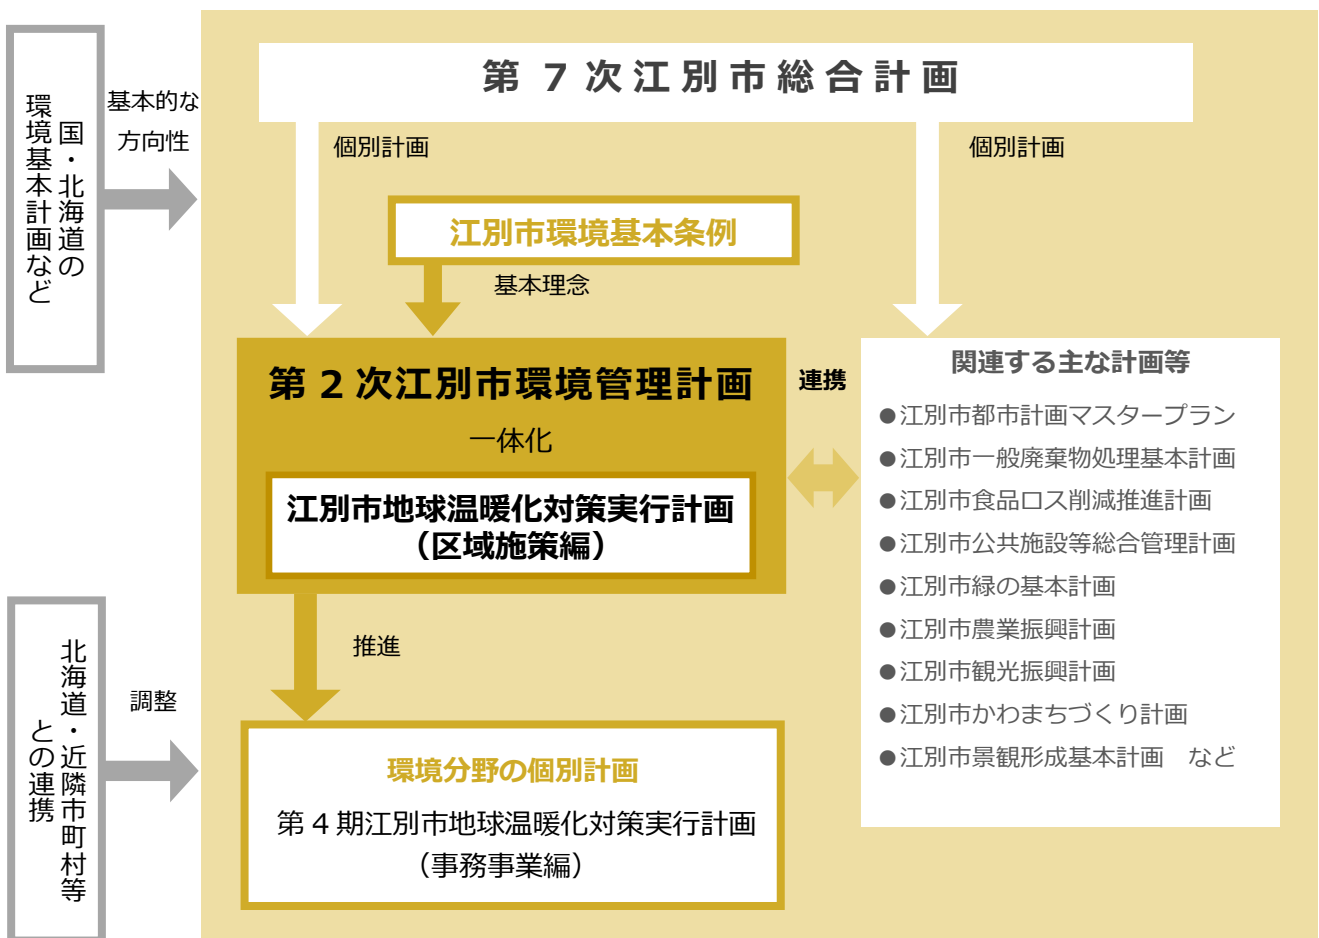 第 7 次江別市総合計画
国・北海道の
環境基本計画など
基本的な
方向性
個別計画
個別計画
江別市環境基本条例
基本理念
第 2 次江別市環境管理計画
一体化
江別市地球温暖化対策実行計画
（区域施策編）
連携
関連する主な計画等
●江別市都市計画マスタープラン
●江別市一般廃棄物処理基本計画
●江別市食品ロス削減推進計画
●江別市公共施設等総合管理計画
●江別市緑の基本計画
●江別市農業振興計画
●江別市観光振興計画
●江別市かわまちづくり計画
●江別市景観形成基本計画　など
推進
北海道・近隣市町村等
との連携
調整
環境分野の個別計画
第 4 期江別市地球温暖化対策実行計画
（事務事業編）